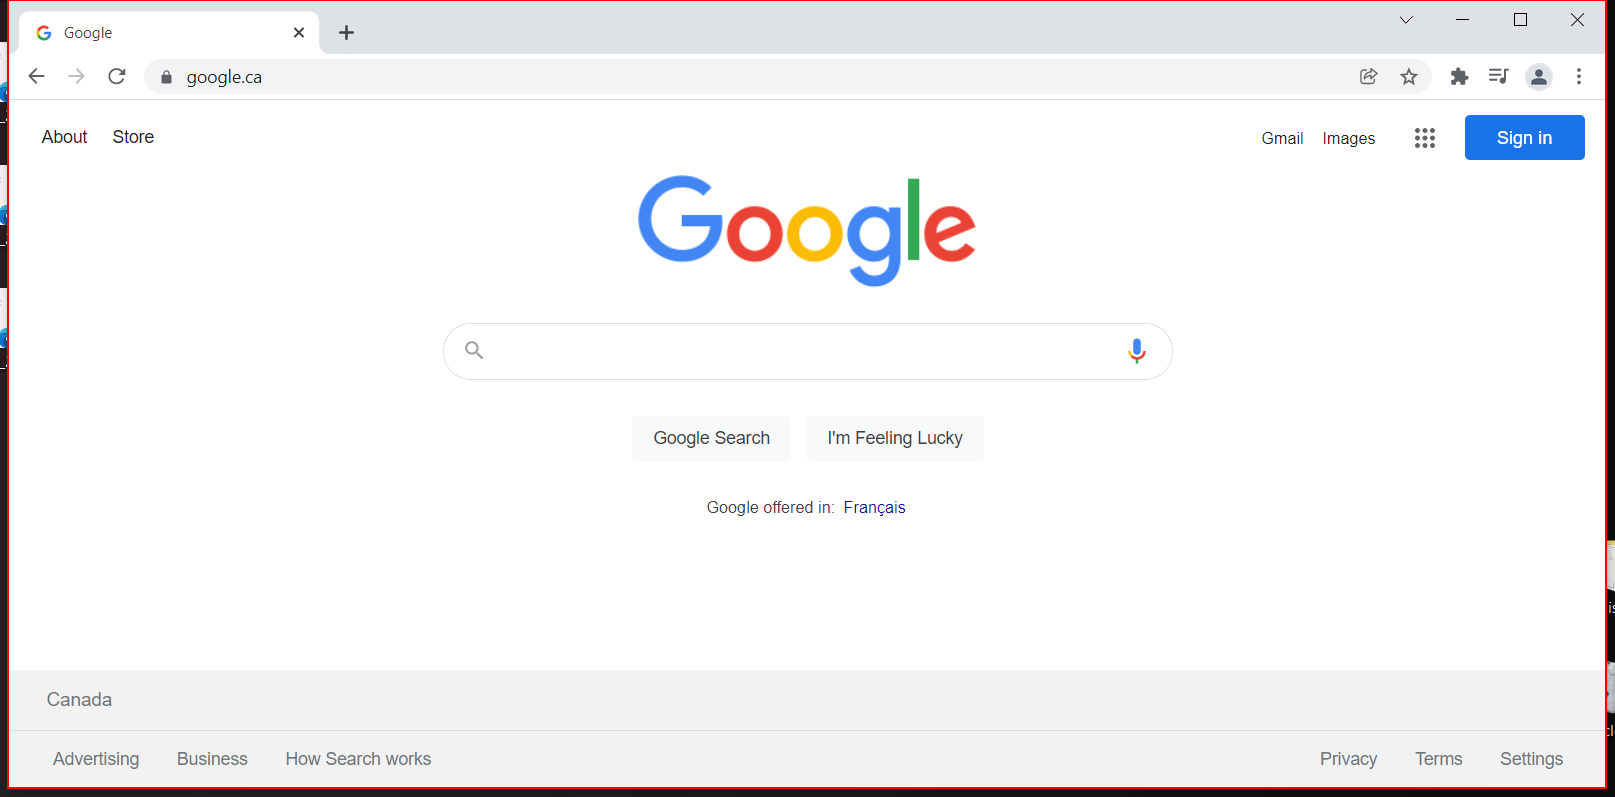 Google
google.ca
About Store
Gmail Images Sign in
Google
Google Search I'm Feeling Lucky
Google offered in: Français
Canada
Advertising Business How Search works
Privacy Terms Settings